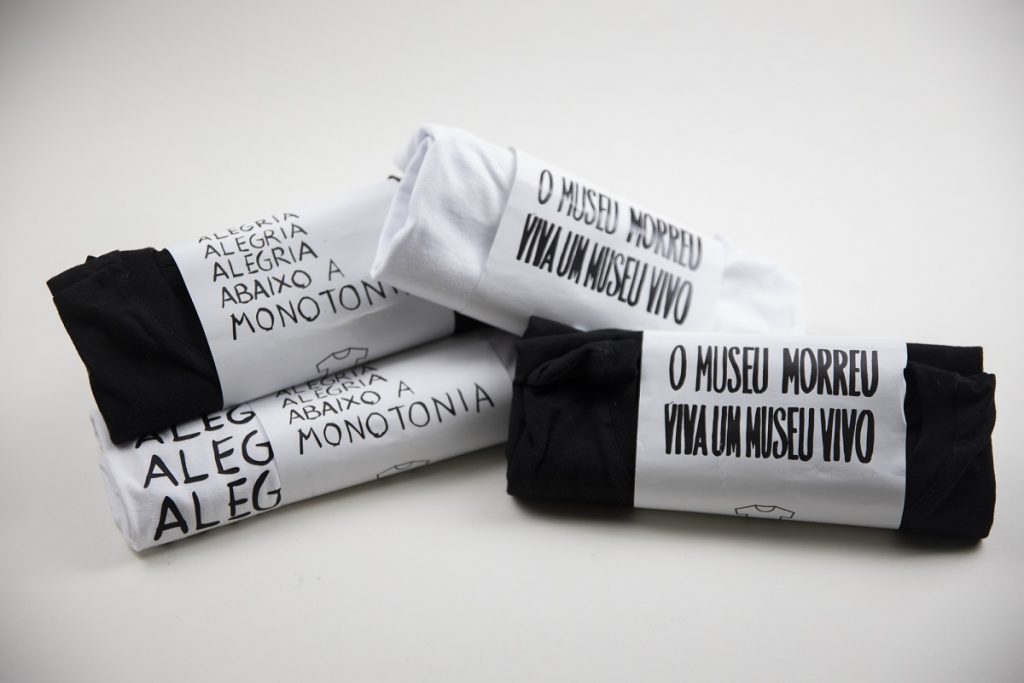 ALEGRIA
ALEGRIA
ALEGRIA
ABAIXO A
MONOTONIA
O MUSEU MORREU
VIVA UM MUSEU VIVO
ALEGRIA
ALEGRIA
ABAIXO A
MONOTONIA
ALEG
ALEG
ALEG
O MUSEU MORREU
VIVA UM MUSEU VIVO